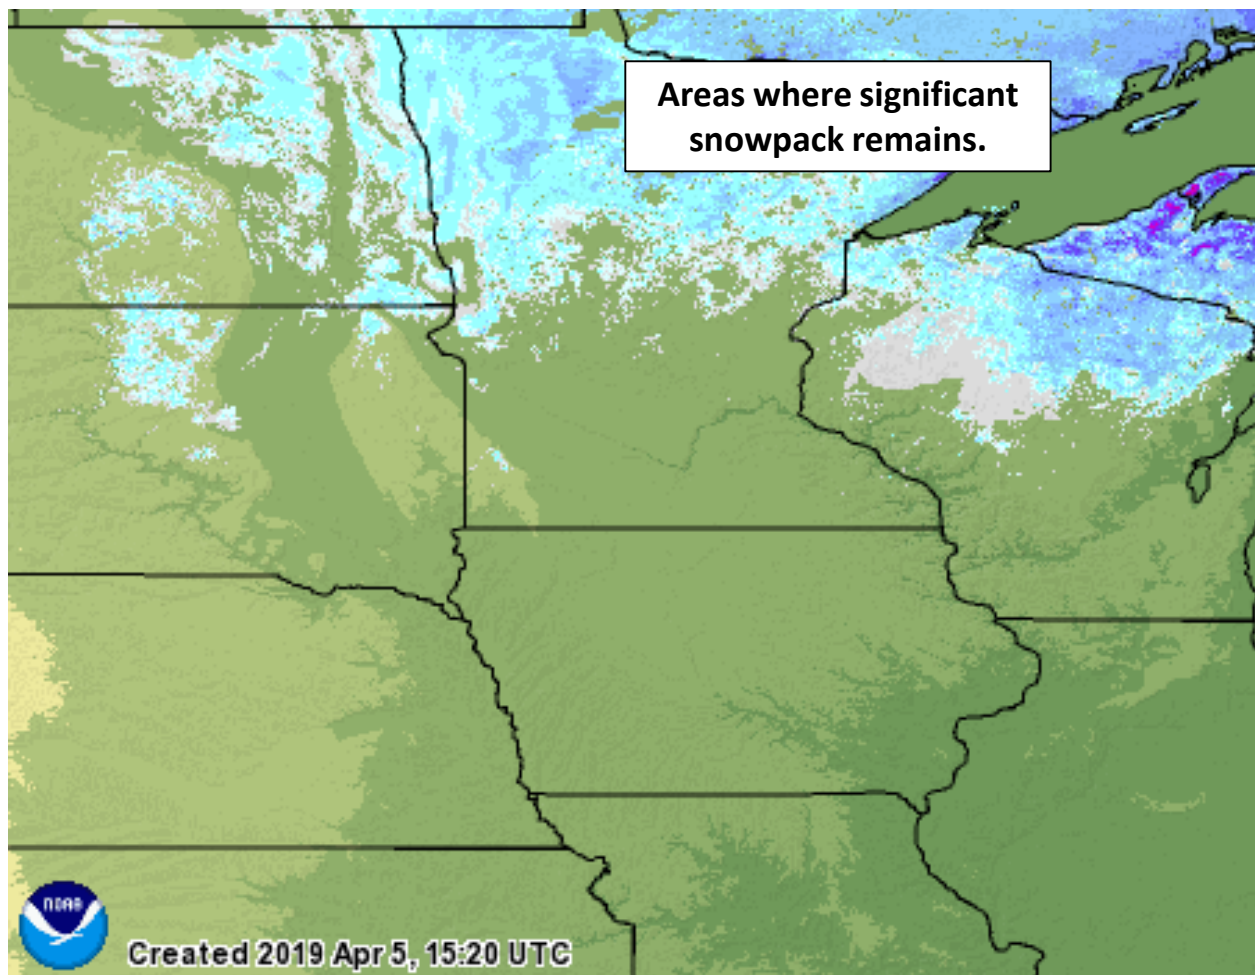 Areas where significant
snowpack remains.
NOAA
Created 2019 Apr 5, 15:20 UTC